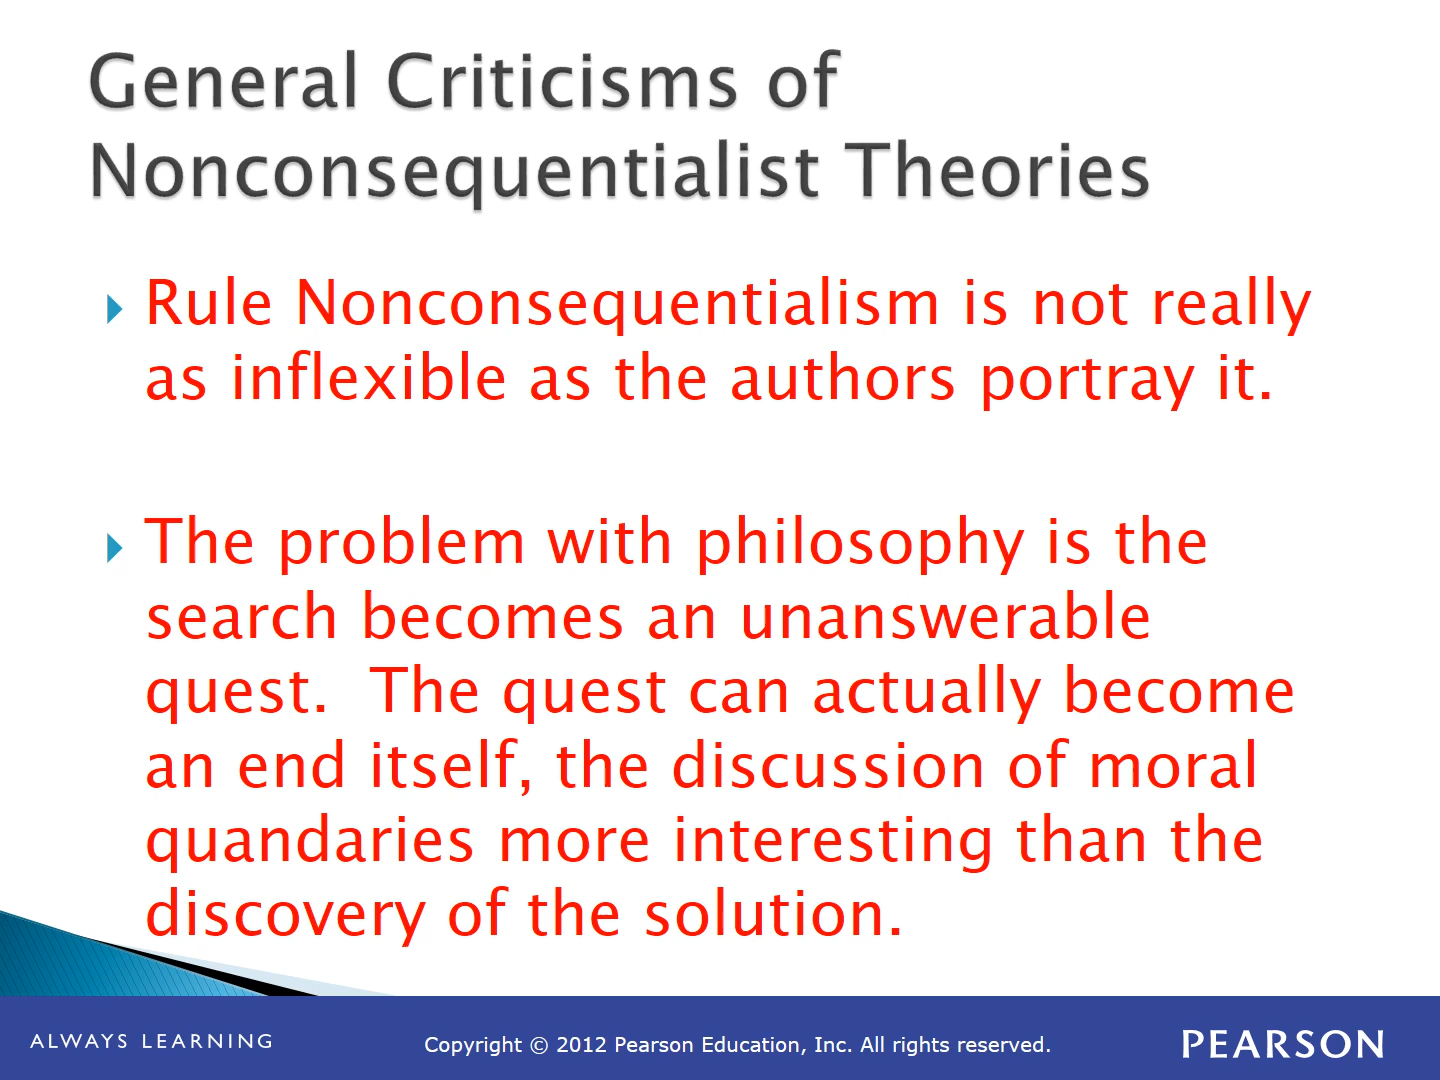 General Criticisms of
Nonconsequentialist Theories
Rule Nonconsequentialism is not really
as inflexible as the authors portray it.
The problem with philosophy is the
search becomes an unanswerable
quest.  The quest can actually become
an end itself, the discussion of moral
quandaries more interesting than the
discovery of the solution.
ALWAYS LEARNING
Copyright © 2012 Pearson Education, Inc. All rights reserved.
PEARSON